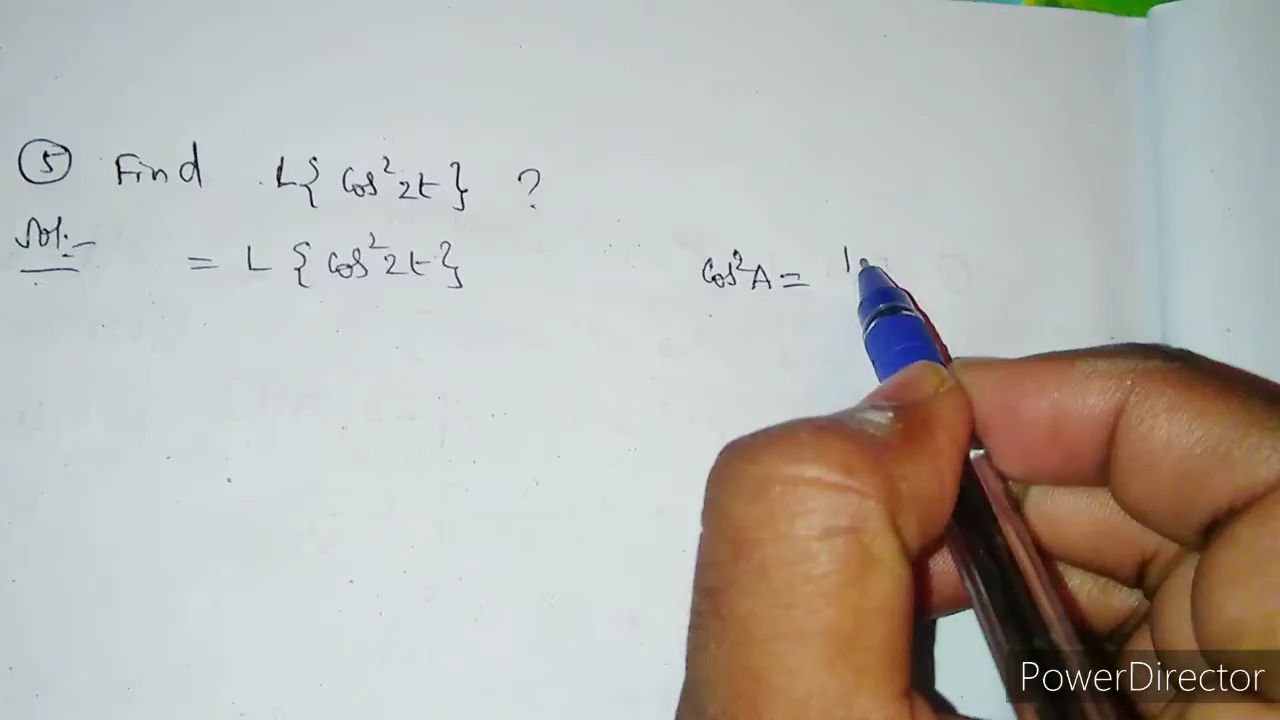 ⑤ Find L{ cos²2t } ?
Sol:-
= L { cos²2t }
cos²A = 1
PowerDirector